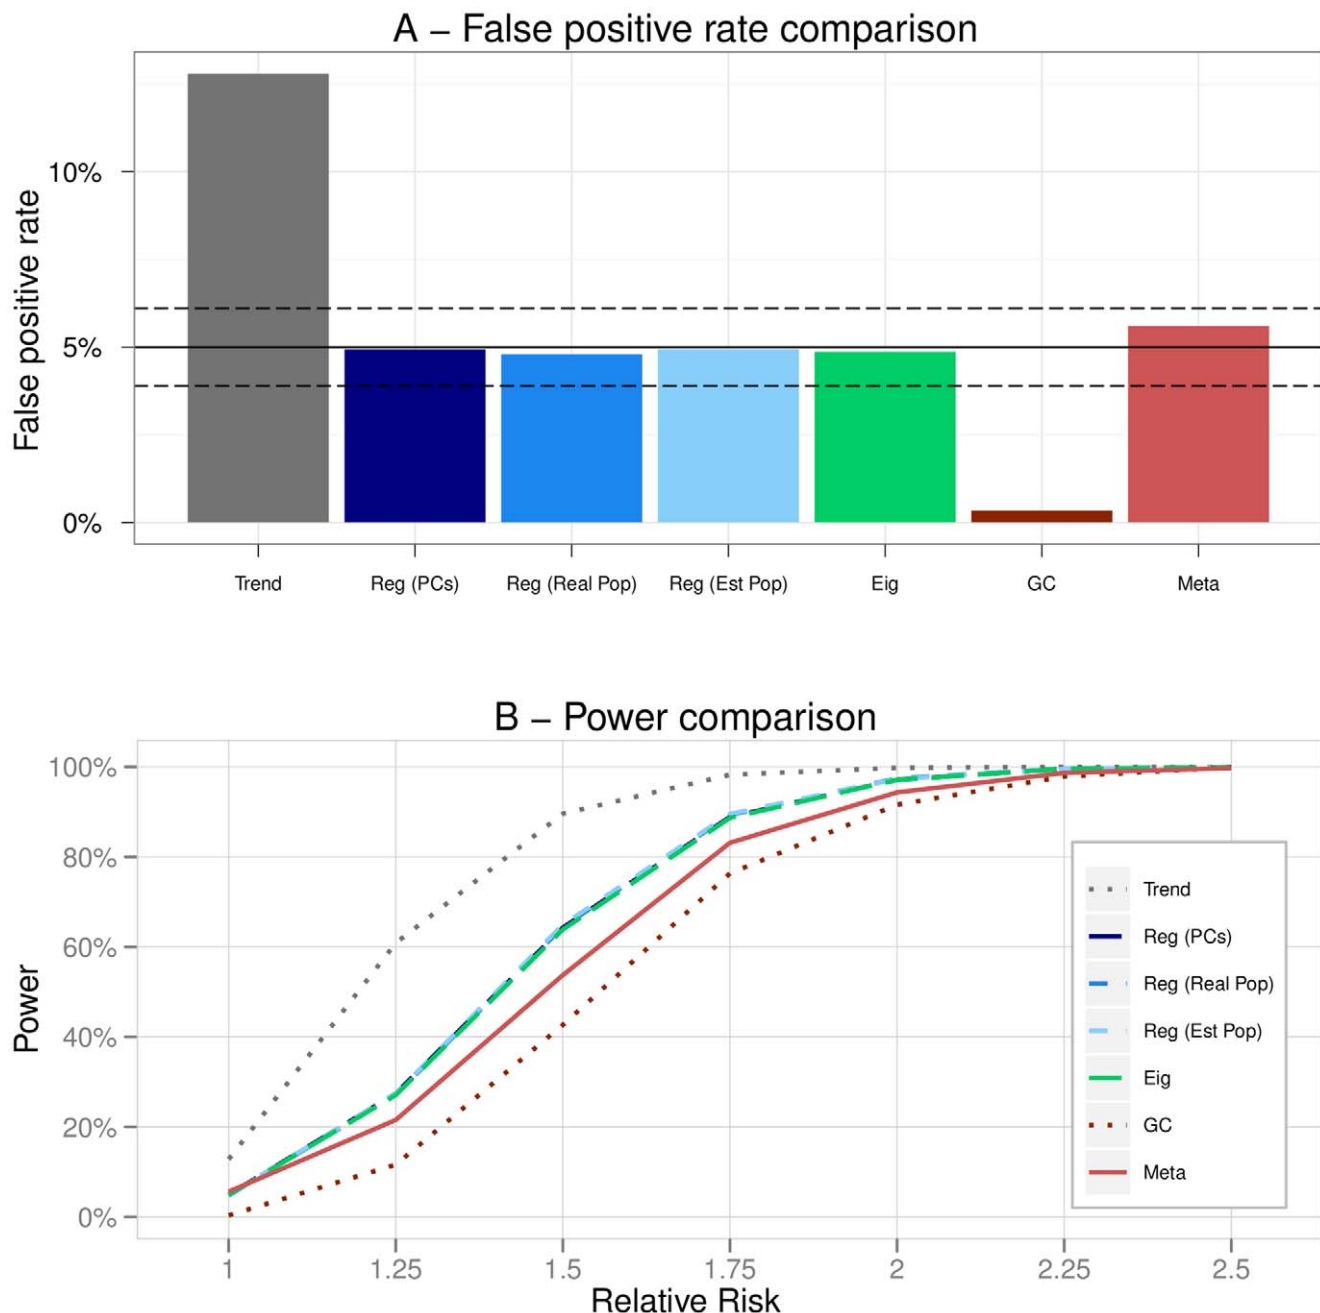 A – False positive rate comparison
False positive rate
10%
5%
0%
Trend Reg (PCs) Reg (Real Pop) Reg (Est Pop) Eig GC Meta
B – Power comparison
Power
100%
80%
60%
40%
20%
0%
Trend
Reg (PCs)
Reg (Real Pop)
Reg (Est Pop)
Eig
GC
Meta
1 1.25 1.5 1.75 2 2.25 2.5
Relative Risk